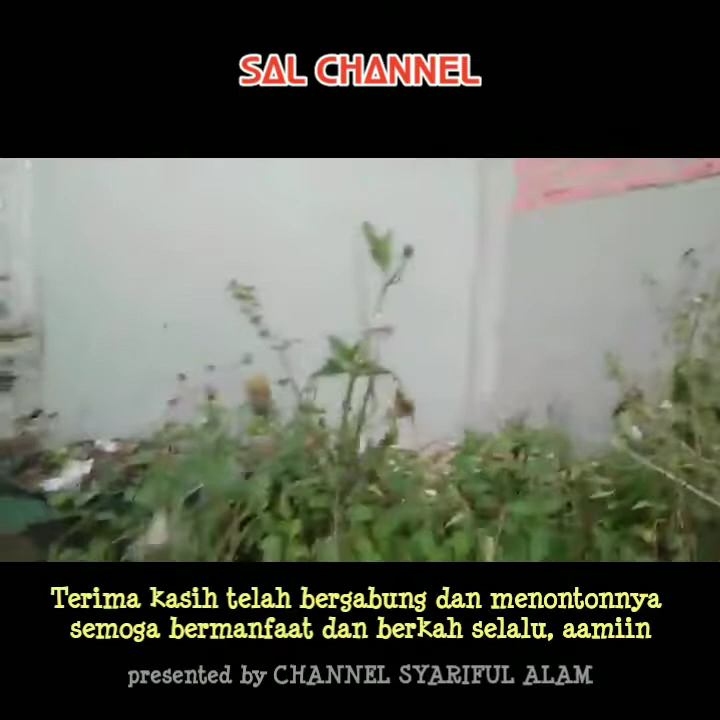 SAL CHANNEL
Terima kasih telah bergabung dan menontonnya
semoga bermanfaat dan berkah selalu, aamiin
presented by CHANNEL SYARIFUL ALAM